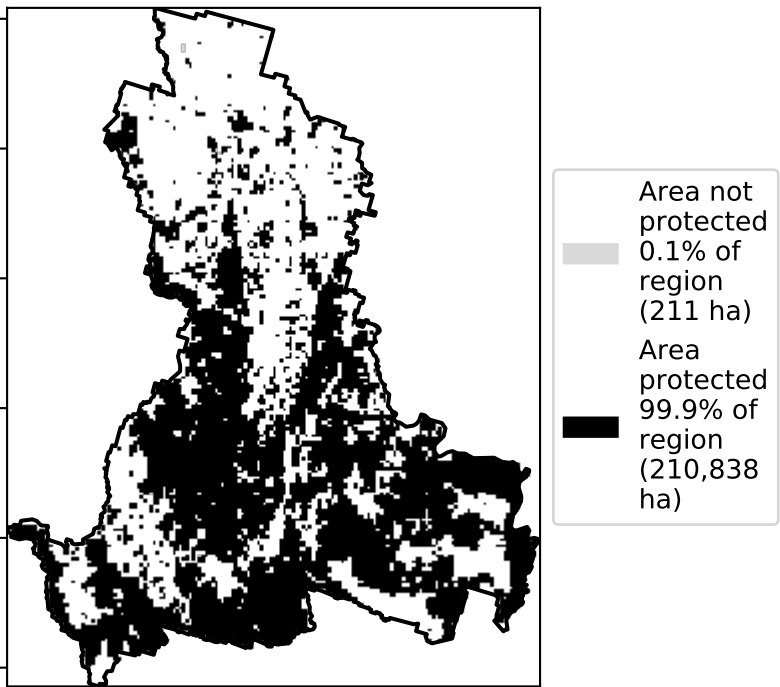 Area not
protected
0.1% of
region
(211 ha)
Area
protected
99.9% of
region
(210,838
ha)